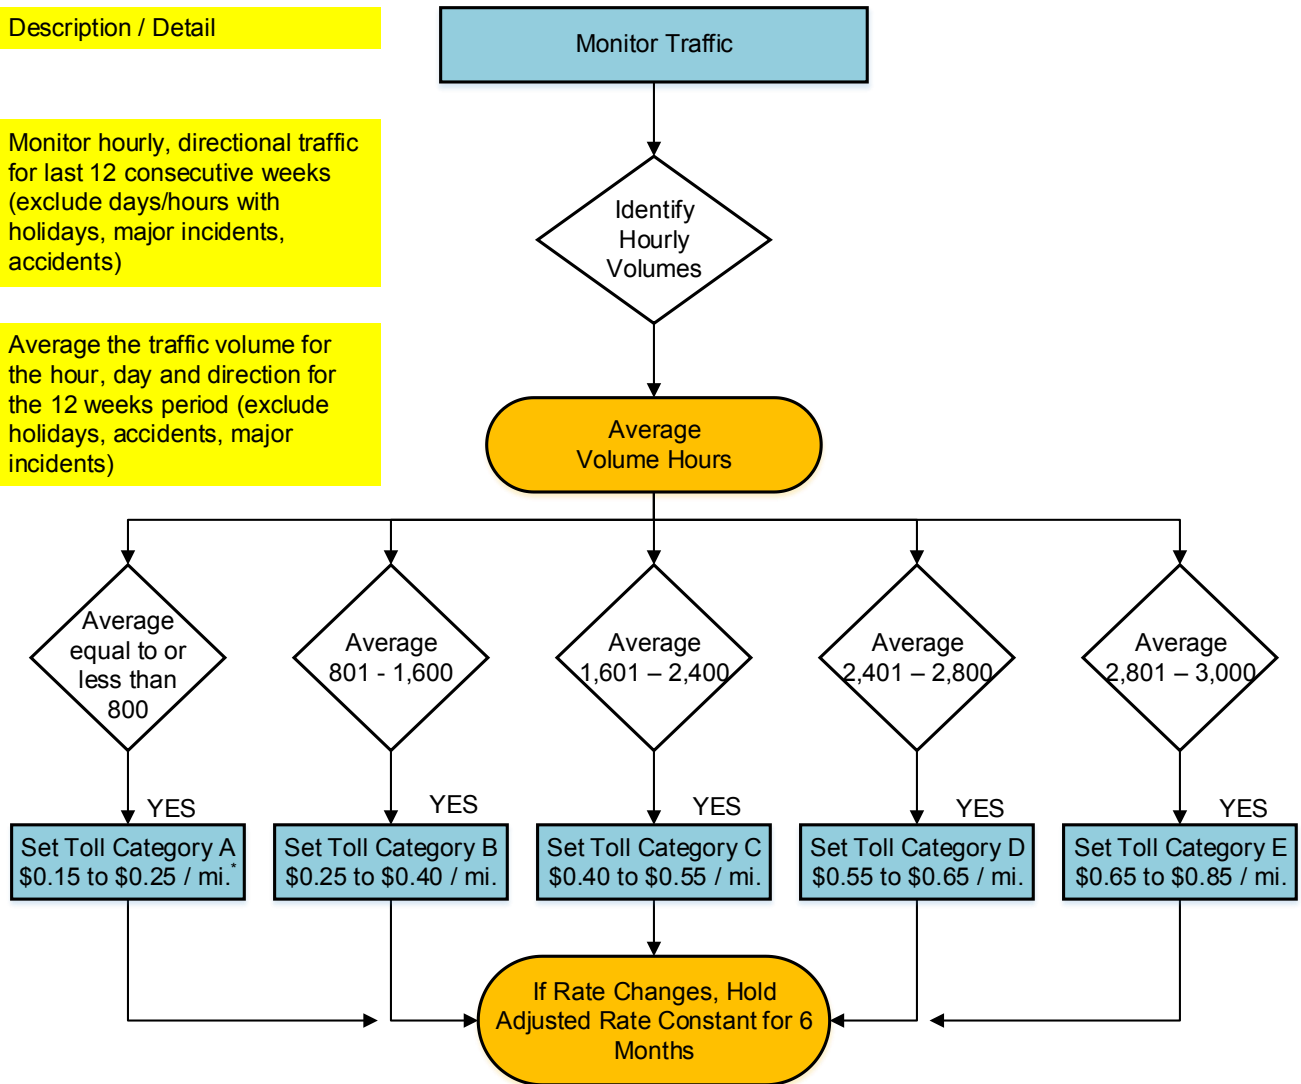 Description / Detail
Monitor Traffic
Monitor hourly, directional traffic
for last 12 consecutive weeks
(exclude days/hours with
holidays, major incidents,
accidents)
Identify
Hourly
Volumes
Average the traffic volume for
the hour, day and direction for
the 12 weeks period (exclude
holidays, accidents, major
incidents)
Average
Volume Hours
Average
equal to or
less than
800
Average
801 - 1,600
Average
1,601 – 2,400
Average
2,401 – 2,800
Average
2,801 – 3,000
YES
YES
YES
YES
YES
Set Toll Category A
$0.15 to $0.25 / mi.*
Set Toll Category B
$0.25 to $0.40 / mi.
Set Toll Category C
$0.40 to $0.55 / mi.
Set Toll Category D
$0.55 to $0.65 / mi.
Set Toll Category E
$0.65 to $0.85 / mi.
If Rate Changes, Hold
Adjusted Rate Constant for 6
Months